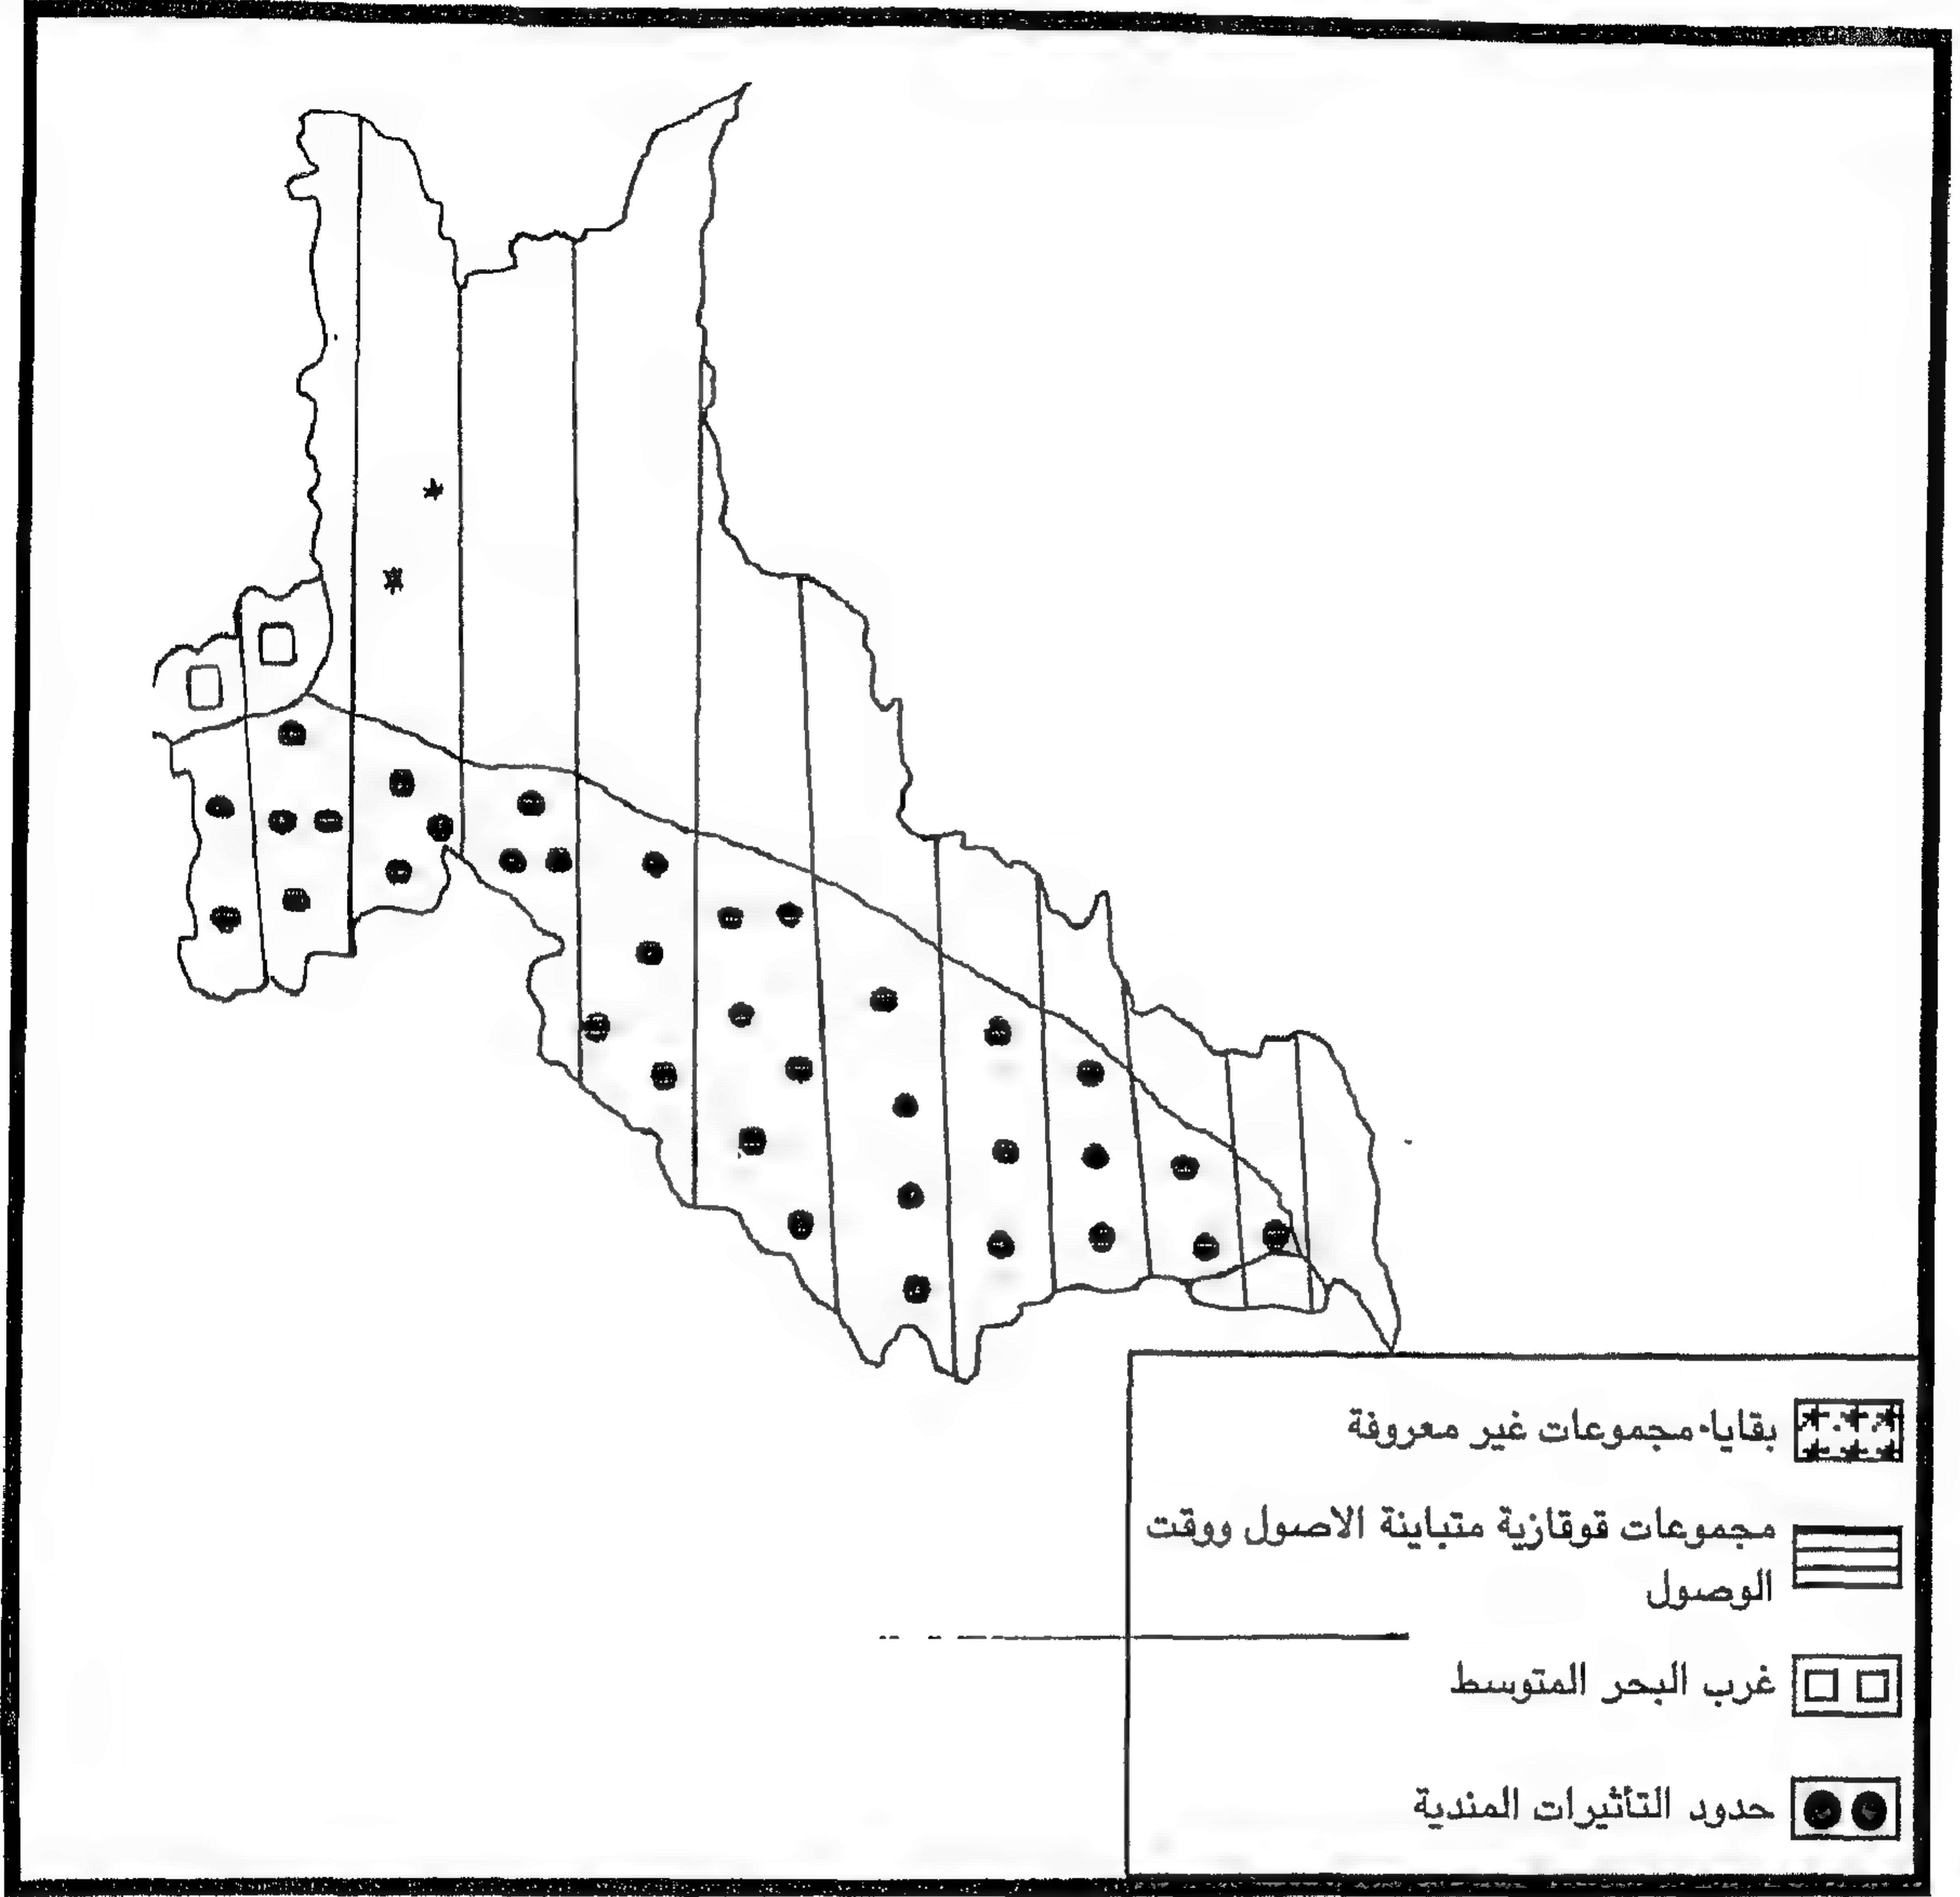 بقايا مجموعات غير معروفة
مجموعات قوقازية متباينة الاصول ووقت
الوصول
غرب البحر المتوسط
حدود التأثيرات المندية